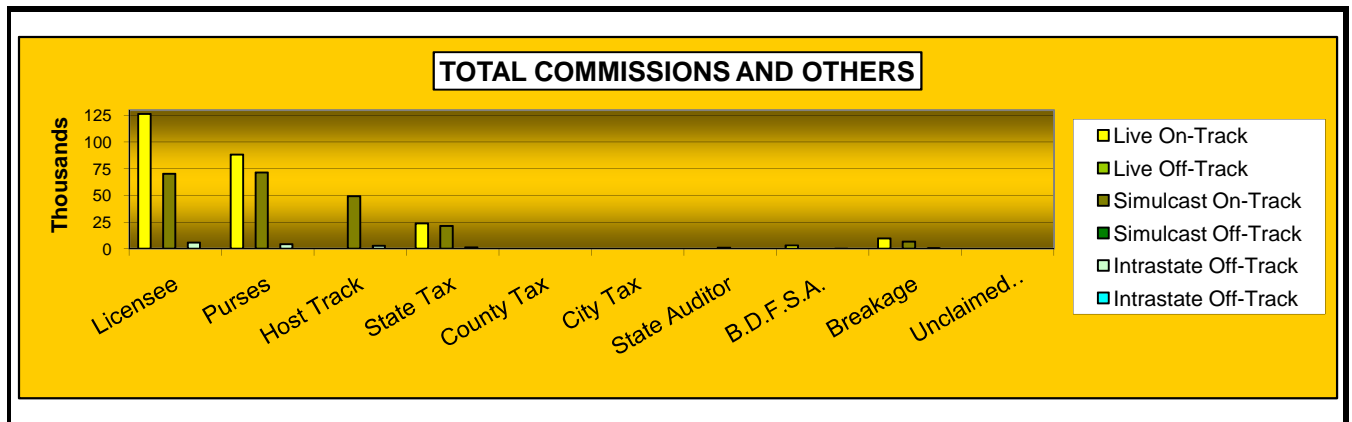 TOTAL COMMISSIONS AND OTHERS
Thousands
125
100
75
50
25
0
Licensee
Purses
Host Track
State Tax
County Tax
City Tax
State Auditor
B.D.F.S.A.
Breakage
Unclaimed..
Live On-Track
Live Off-Track
Simulcast On-Track
Simulcast Off-Track
Intrastate Off-Track
Intrastate Off-Track